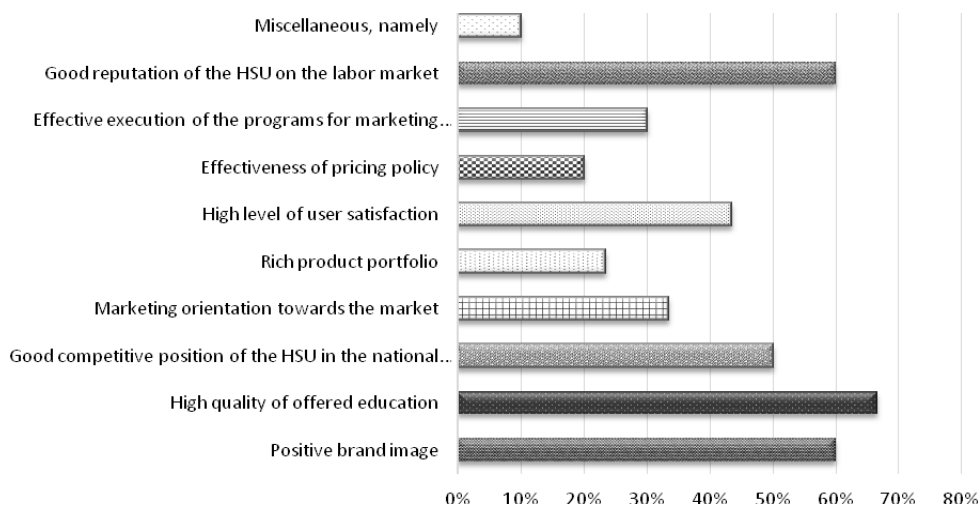 Miscellaneous, namely
Good reputation of the HSU on the labor market
Effective execution of the programs for marketing...
Effectiveness of pricing policy
High level of user satisfaction
Rich product portfolio
Marketing orientation towards the market
Good competitive position of the HSU in the national...
High quality of offered education
Positive brand image
0% 10% 20% 30% 40% 50% 60% 70% 80%